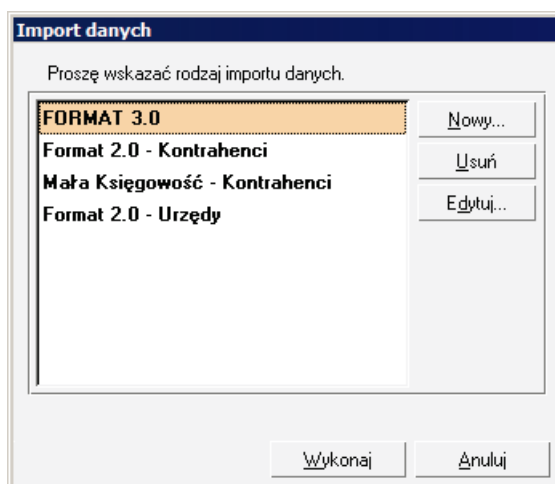 Import danych
Proszę wskazać rodzaj importu danych.
FORMAT 3.0
Format 2.0 - Kontrahenci
Mała Księgowość - Kontrahenci
Format 2.0 - Urzędy
Nowy...
Usuń
Edytuj...
Wykonaj
Anuluj